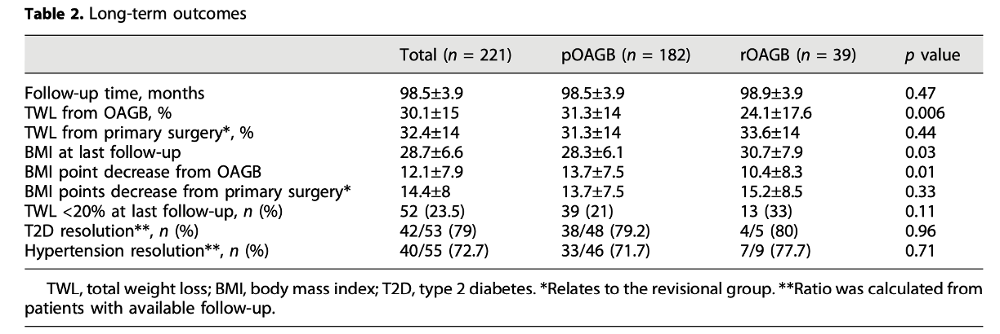 Table 2. Long-term outcomes
Total (n = 221) pOAGB (n = 182) rOAGB (n = 39) p value
Follow-up time, months 98.5±3.9 98.5±3.9 98.9±3.9 0.47
TWL from OAGB, % 30.1±15 31.3±14 24.1±17.6 0.006
TWL from primary surgery*, % 32.4±14 31.3±14 33.6±14 0.44
BMI at last follow-up 28.7±6.6 28.3±6.1 30.7±7.9 0.03
BMI point decrease from OAGB 12.1±7.9 13.7±7.5 10.4±8.3 0.01
BMI points decrease from primary surgery* 14.4±8 13.7±7.5 15.2±8.5 0.33
TWL <20% at last follow-up, n (%) 52 (23.5) 39 (21) 13 (33) 0.11
T2D resolution**, n (%) 42/53 (79) 38/48 (79.2) 4/5 (80) 0.96
Hypertension resolution**, n (%) 40/55 (72.7) 33/46 (71.7) 7/9 (77.7) 0.71
TWL, total weight loss; BMI, body mass index; T2D, type 2 diabetes. *Relates to the revisional group. **Ratio was calculated from
patients with available follow-up.